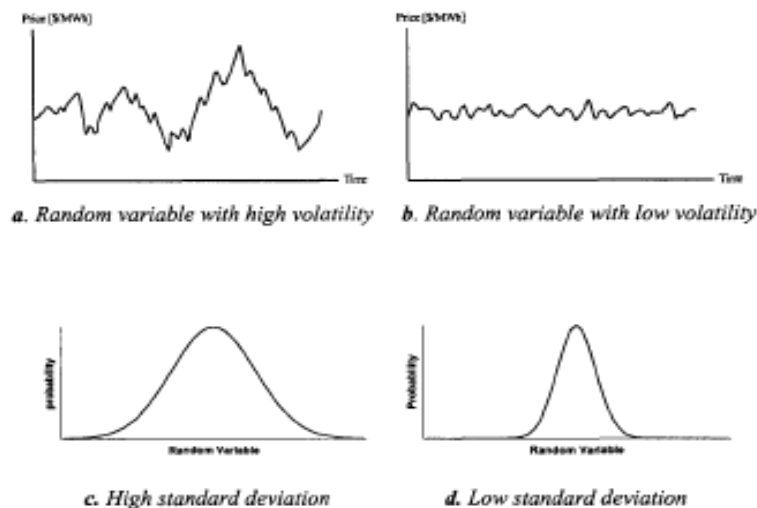 Price [$/MWh]
Price [$/MWh]
Time
Time
a. Random variable with high volatility
b. Random variable with low volatility
probability
Probability
Random Variable
Random Variable
c. High standard deviation
d. Low standard deviation